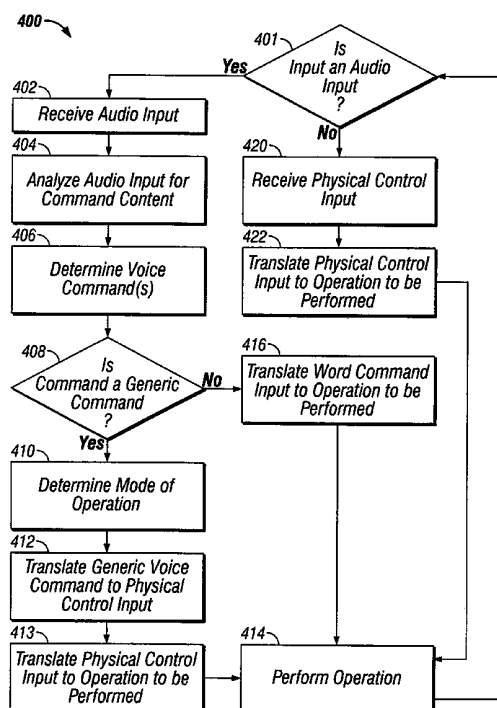 400
401
Is
Input an Audio
Input
?
Yes
No
402
Receive Audio Input
404
Analyze Audio Input for
Command Content
406
Determine Voice
Command(s)
408
Is
Command a Generic
Command
?
No
Yes
410
Determine Mode of
Operation
412
Translate Generic Voice
Command to Physical
Control Input
413
Translate Physical Control
Input to Operation to be
Performed
420
Receive Physical Control
Input
422
Translate Physical Control
Input to Operation to be
Performed
416
Translate Word Command
Input to Operation to be
Performed
414
Perform Operation